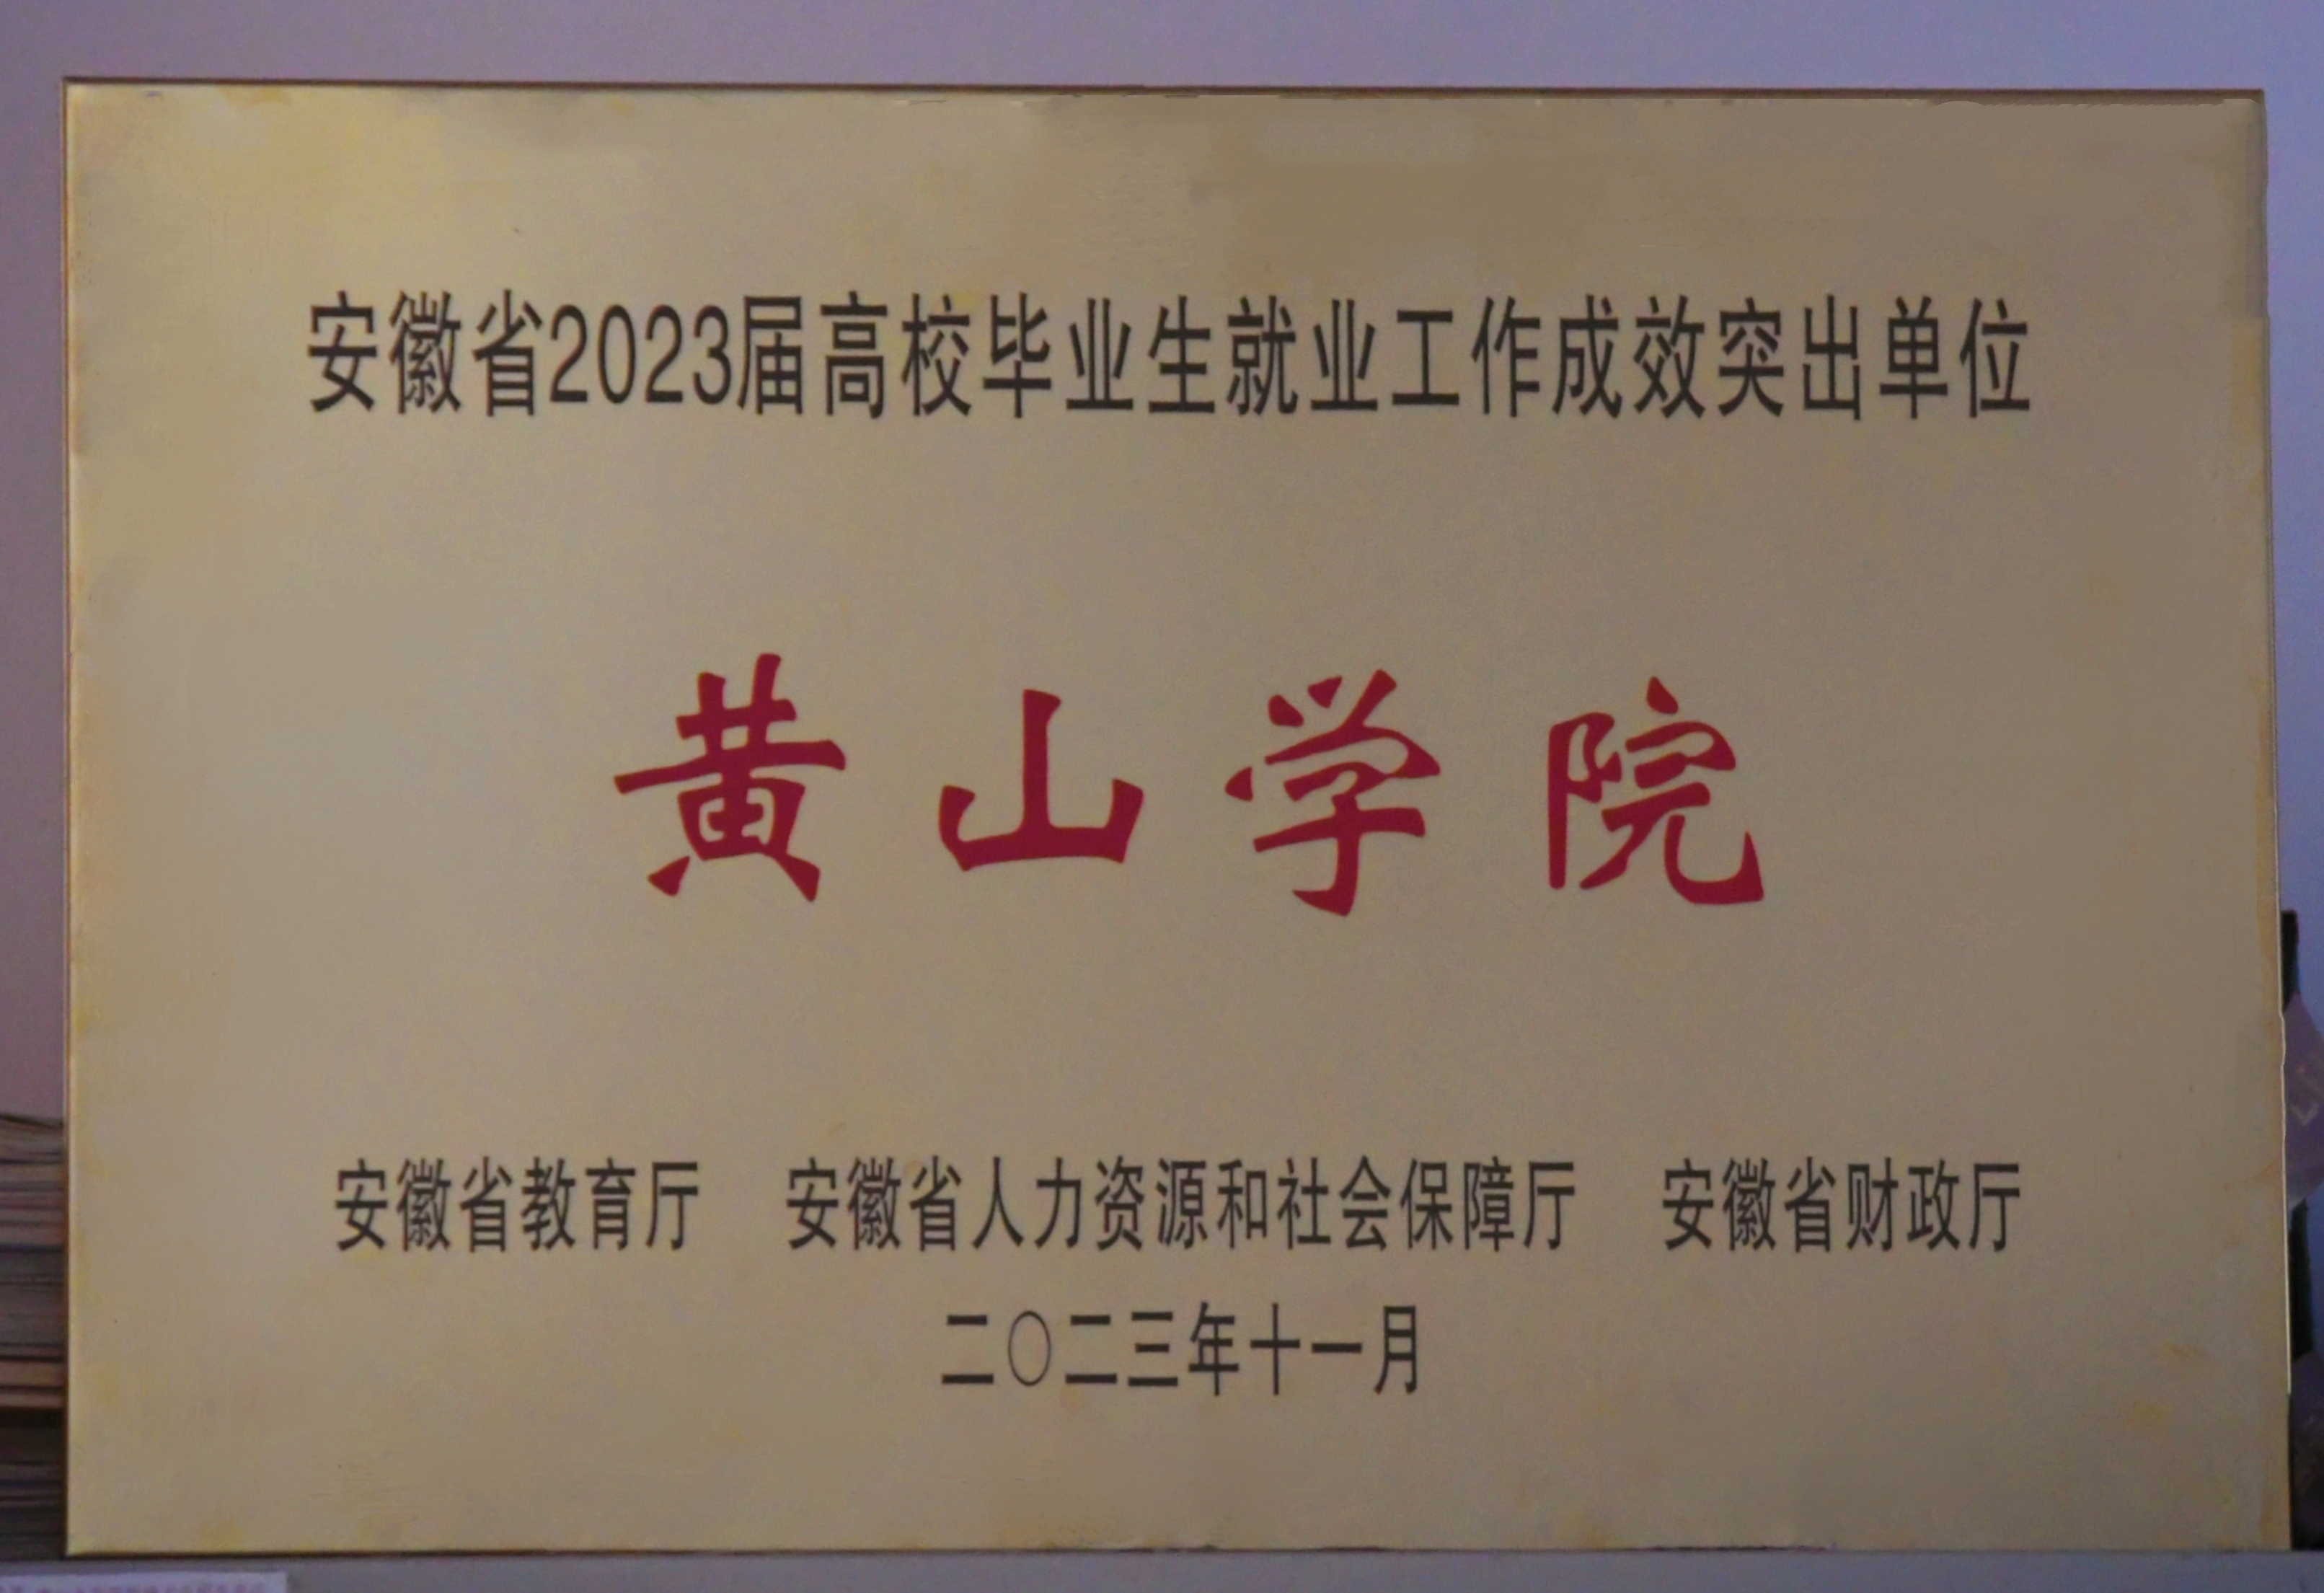 安徽省2023届高校毕业生就业工作成效突出单位
黄山学院
安徽省教育厅 安徽省人力资源和社会保障厅 安徽省财政厅
二〇二三年十一月